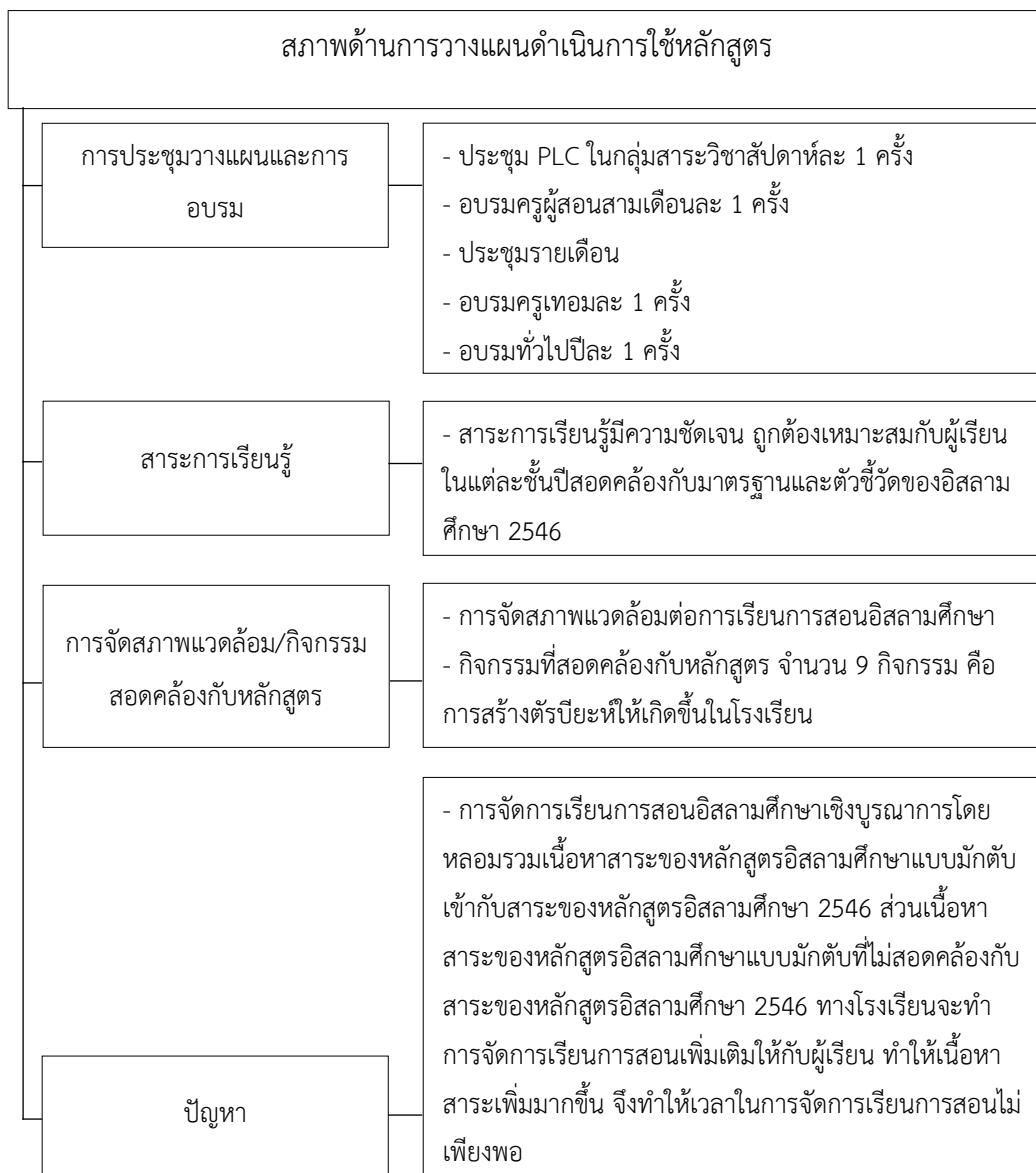 สภาพด้านการวางแผนดำเนินการใช้หลักสูตร
การประชุมวางแผนและการ
อบรม
- ประชุม PLC ในกลุ่มสาระวิชาสัปดาห์ละ 1 ครั้ง
- อบรมครูผู้สอนสามเดือนละ 1 ครั้ง
- ประชุมรายเดือน
- อบรมครูเทอมละ 1 ครั้ง
- อบรมทั่วไปปีละ 1 ครั้ง
สาระการเรียนรู้
- สาระการเรียนรู้มีความชัดเจน ถูกต้องเหมาะสมกับผู้เรียน
ในแต่ละชั้นปีสอดคล้องกับมาตรฐานและตัวชี้วัดของอิสลาม
ศึกษา 2546
การจัดสภาพแวดล้อม/กิจกรรม
สอดคล้องกับหลักสูตร
- การจัดสภาพแวดล้อมต่อการเรียนการสอนอิสลามศึกษา
- กิจกรรมที่สอดคล้องกับหลักสูตร จำนวน 9 กิจกรรม คือ
การสร้างตัรบียะห์ให้เกิดขึ้นในโรงเรียน
ปัญหา
- การจัดการเรียนการสอนอิสลามศึกษาเชิงบูรณาการโดย
หลอมรวมเนื้อหาสาระของหลักสูตรอิสลามศึกษาแบบมักตับ
เข้ากับสาระของหลักสูตรอิสลามศึกษา 2546 ส่วนเนื้อหา
สาระของหลักสูตรอิสลามศึกษาแบบมักตับที่ไม่สอดคล้องกับ
สาระของหลักสูตรอิสลามศึกษา 2546 ทางโรงเรียนจะทำ
การจัดการเรียนการสอนเพิ่มเติมให้กับผู้เรียน ทำให้เนื้อหา
สาระเพิ่มมากขึ้น จึงทำให้เวลาในการจัดการเรียนการสอนไม่
เพียงพอ